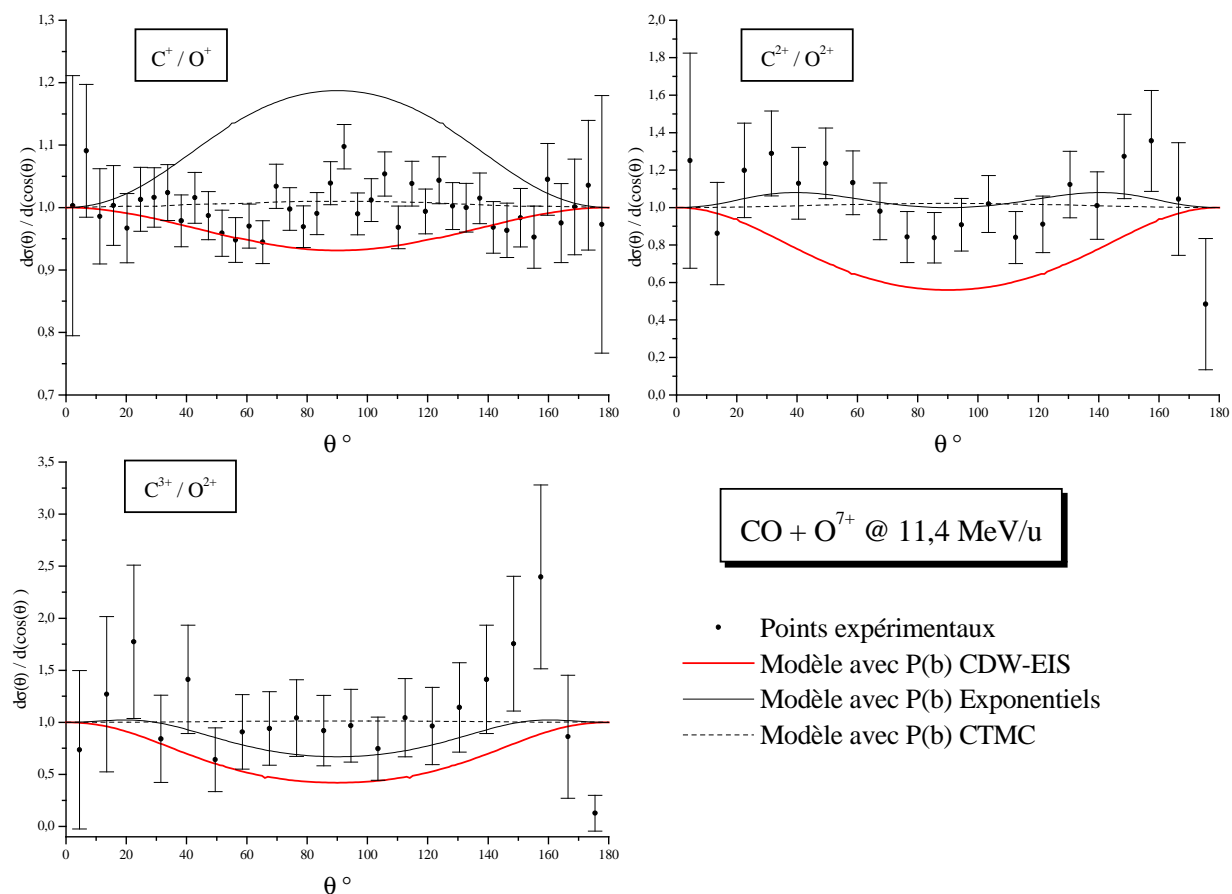 C⁺ / O⁺
dσ(θ) / d(cos(θ) )
1,3
1,2
1,1
1,0
0,9
0,8
0,7
0 20 40 60 80 100 120 140 160 180
θ °
C²⁺ / O²⁺
dσ(θ) / d(cos(θ) )
2,0
1,8
1,6
1,4
1,2
1,0
0,8
0,6
0,4
0,2
0,0
0 20 40 60 80 100 120 140 160 180
θ °
C³⁺ / O²⁺
dσ(θ) / d(cos(θ) )
3,5
3,0
2,5
2,0
1,5
1,0
0,5
0,0
0 20 40 60 80 100 120 140 160 180
θ °
CO + O⁷⁺ @ 11,4 MeV/u
Points expérimentaux
Modèle avec P(b) CDW-EIS
Modèle avec P(b) Exponentiels
Modèle avec P(b) CTMC